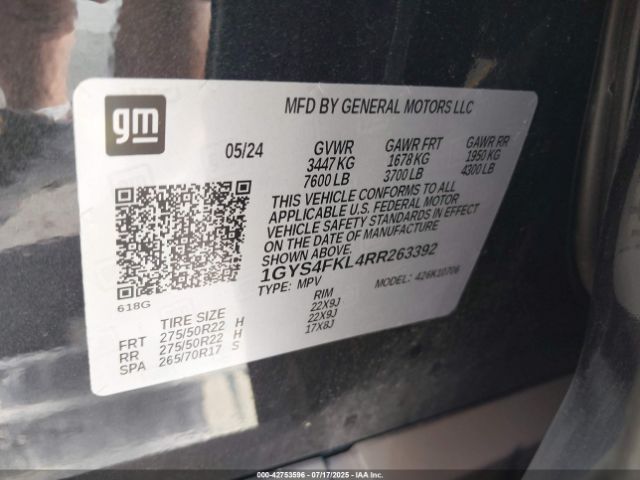 gm
MFD BY GENERAL MOTORS LLC
05/24 GVWR GAWR FRT GAWR RR
3447 KG 1678 KG 1950 KG
7600 LB 3700 LB 4300 LB
THIS VEHICLE CONFORMS TO ALL
APPLICABLE U.S. FEDERAL MOTOR
VEHICLE SAFETY STANDARDS IN EFFECT
ON THE DATE OF MANUFACTURE
SHOWN ABOVE.
1GYS4FKL4RR263392
TYPE: MPV MODEL: 426K10706
618G
TIRE SIZE RIM
FRT 275/50R22 H 22X9J
RR 275/50R22 H 22X9J
SPA 265/70R17 S 17X8J
OWNER: 42753596 - 07/17/2025 - IAAI.COM